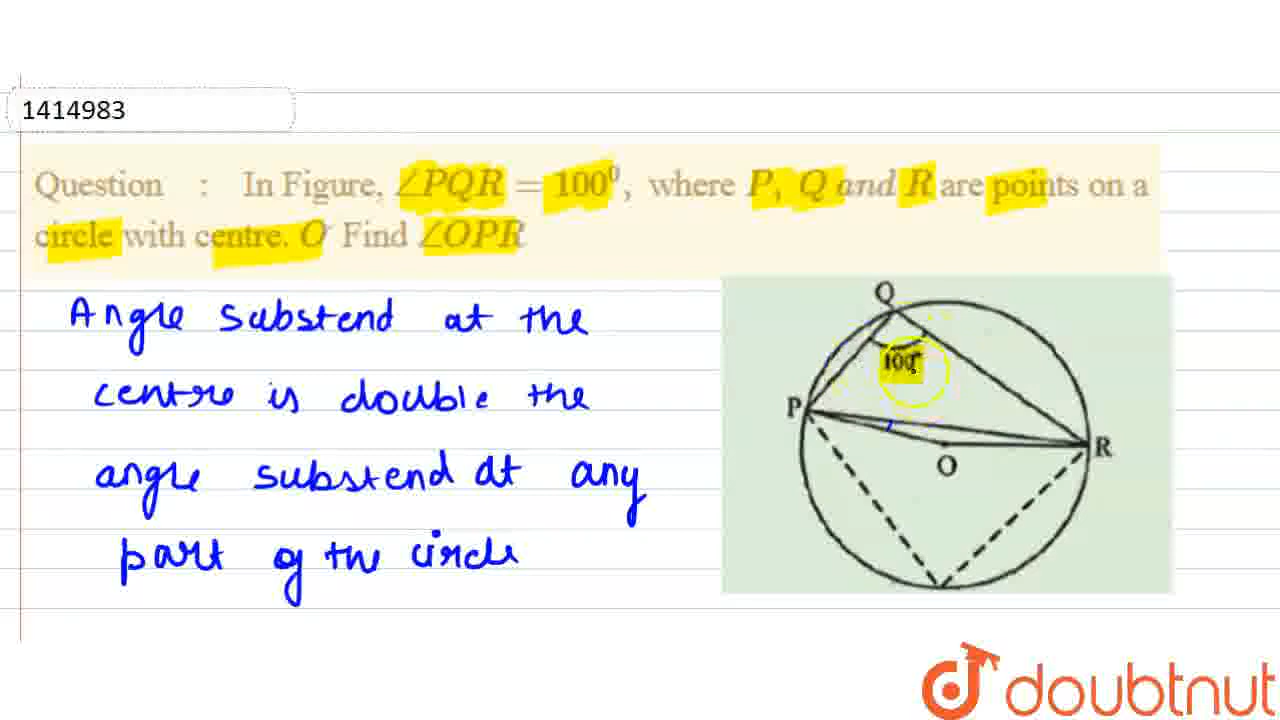 1414983
Question : In Figure, ∠PQR = 100⁰, where P, Q and R are points on a
circle with centre. O Find ∠OPR
Angle substend at the
centre is double the
angle substend at any
part of the circle
Q
100°
P
R
O
doubtnut